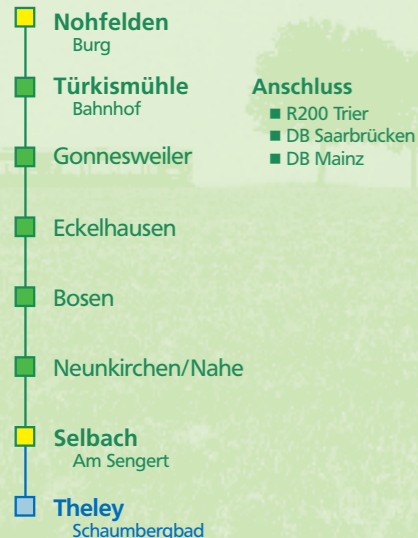 Nohfelden
Burg
Türkismühle
Bahnhof
Anschluss
R200 Trier
DB Saarbrücken
DB Mainz
Gonnesweiler
Eckelhausen
Bosen
Neunkirchen/Nahe
Selbach
Am Sengert
Theley
Schaumbergbad